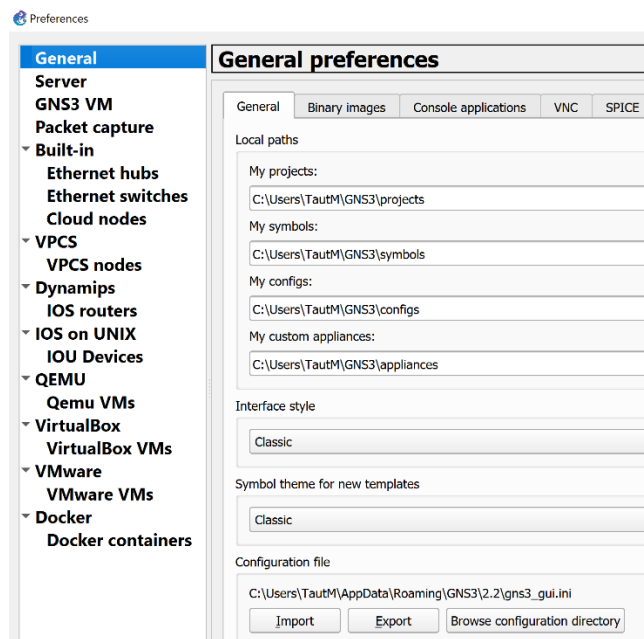 Preferences
General
Server
GNS3 VM
Packet capture
Built-in
Ethernet hubs
Ethernet switches
Cloud nodes
VPCS
VPCS nodes
Dynamips
IOS routers
IOS on UNIX
IOU Devices
QEMU
Qemu VMs
VirtualBox
VirtualBox VMs
VMware
VMware VMs
Docker
Docker containers
General preferences
General Binary images Console applications VNC SPICE
Local paths
My projects:
C:\Users\TautM\GNS3\projects
My symbols:
C:\Users\TautM\GNS3\symbols
My configs:
C:\Users\TautM\GNS3\configs
My custom appliances:
C:\Users\TautM\GNS3\appliances
Interface style
Classic
Symbol theme for new templates
Classic
Configuration file
C:\Users\TautM\AppData\Roaming\GNS3\2.2\gns3_gui.ini
Import Export Browse configuration directory